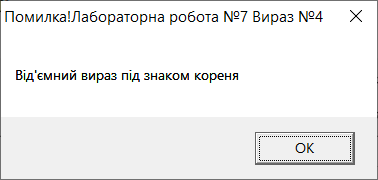 Помилка!Лабораторна робота №7 Вираз №4
Від'ємний вираз під знаком кореня
OK